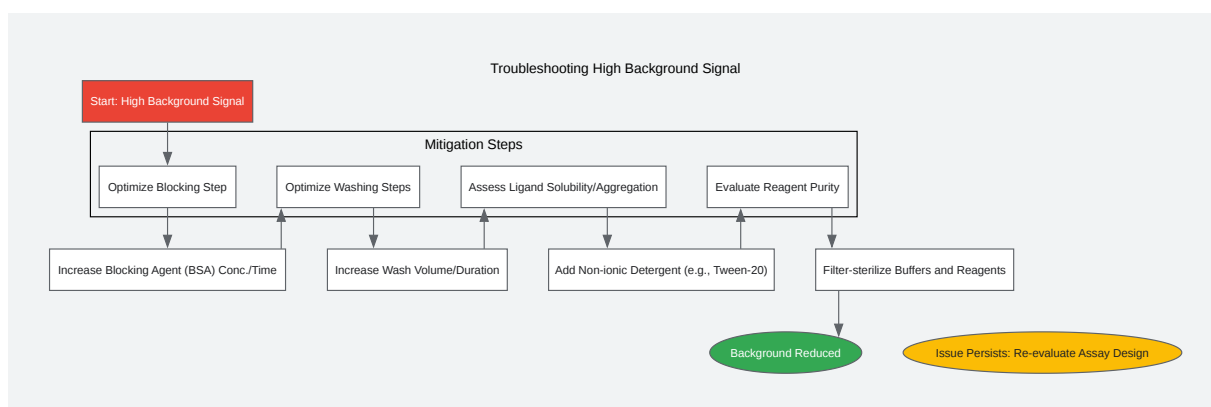 Troubleshooting High Background Signal
Start: High Background Signal
Mitigation Steps
Optimize Blocking Step
Optimize Washing Steps
Assess Ligand Solubility/Aggregation
Evaluate Reagent Purity
Increase Blocking Agent (BSA) Conc./Time
Increase Wash Volume/Duration
Add Non-ionic Detergent (e.g., Tween-20)
Filter-sterilize Buffers and Reagents
Background Reduced
Issue Persists: Re-evaluate Assay Design